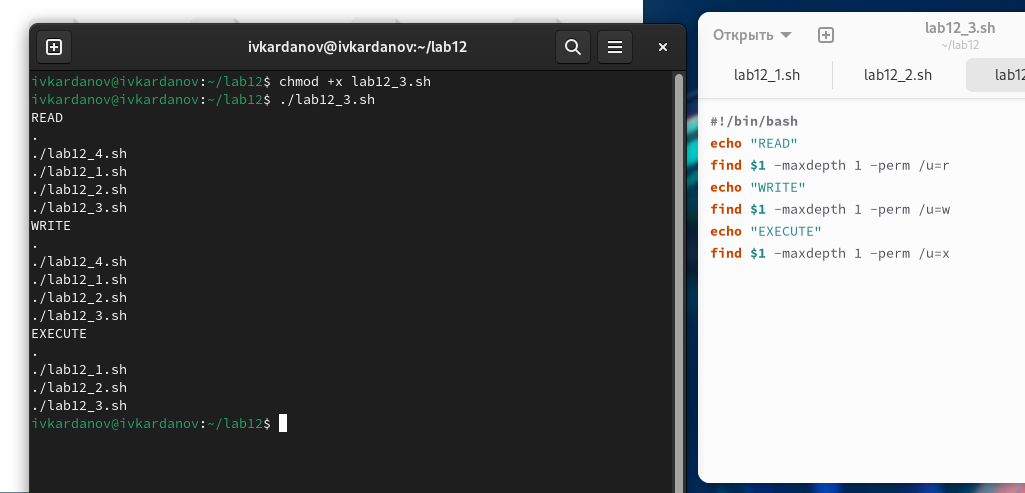 ivkardanov@ivkardanov:~/lab12
ivkardanov@ivkardanov:~/lab12$ chmod +x lab12_3.sh
ivkardanov@ivkardanov:~/lab12$ ./lab12_3.sh
READ
.
./lab12_4.sh
./lab12_1.sh
./lab12_2.sh
./lab12_3.sh
WRITE
.
./lab12_4.sh
./lab12_1.sh
./lab12_2.sh
./lab12_3.sh
EXECUTE
.
./lab12_1.sh
./lab12_2.sh
./lab12_3.sh
ivkardanov@ivkardanov:~/lab12$
Открыть
lab12_3.sh
~/lab12
lab12_1.sh lab12_2.sh lab12
#!/bin/bash
echo "READ"
find $1 -maxdepth 1 -perm /u=r
echo "WRITE"
find $1 -maxdepth 1 -perm /u=w
echo "EXECUTE"
find $1 -maxdepth 1 -perm /u=x